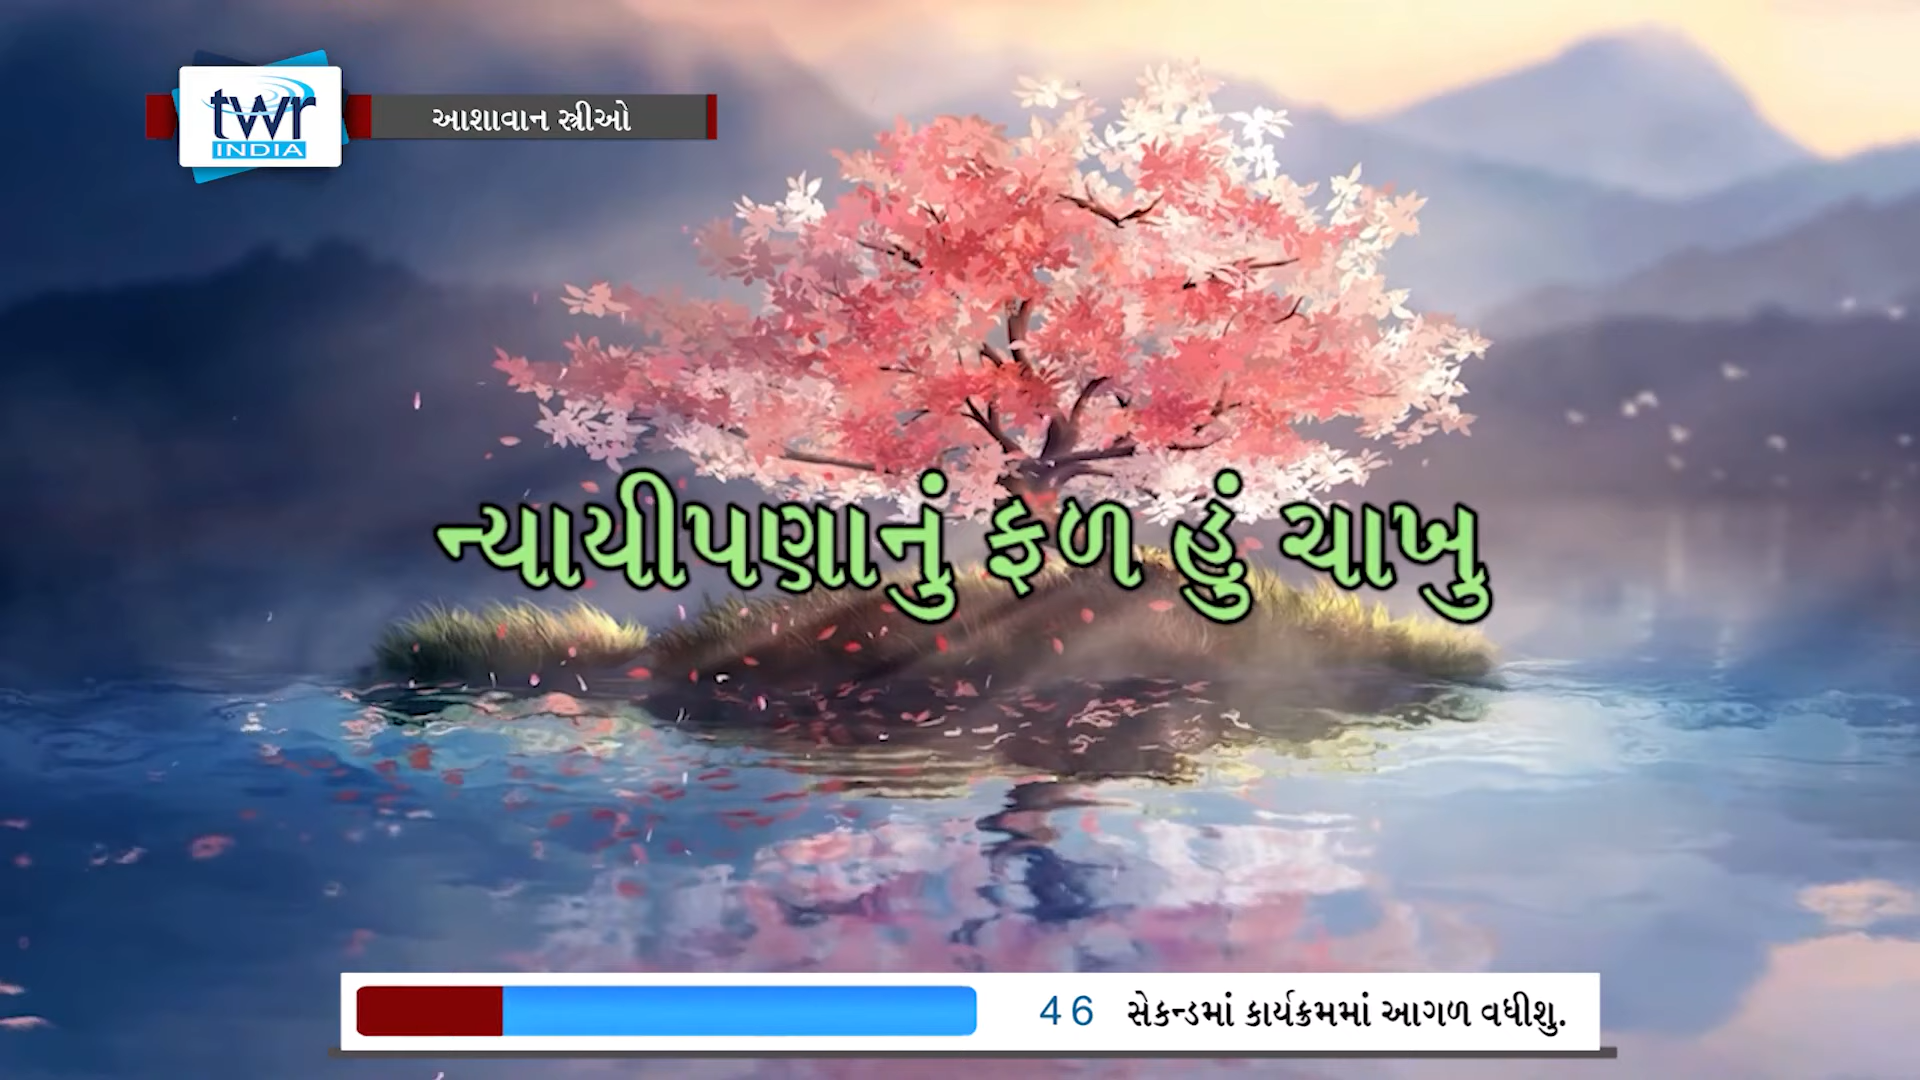 twr
INDIA
આશાવાન સ્ત્રીઓ
ન્યાયીપણાનું ફળ હું ચાખુ
46 સેકન્ડમાં કાર્યક્રમમાં આગળ વધીશુ.